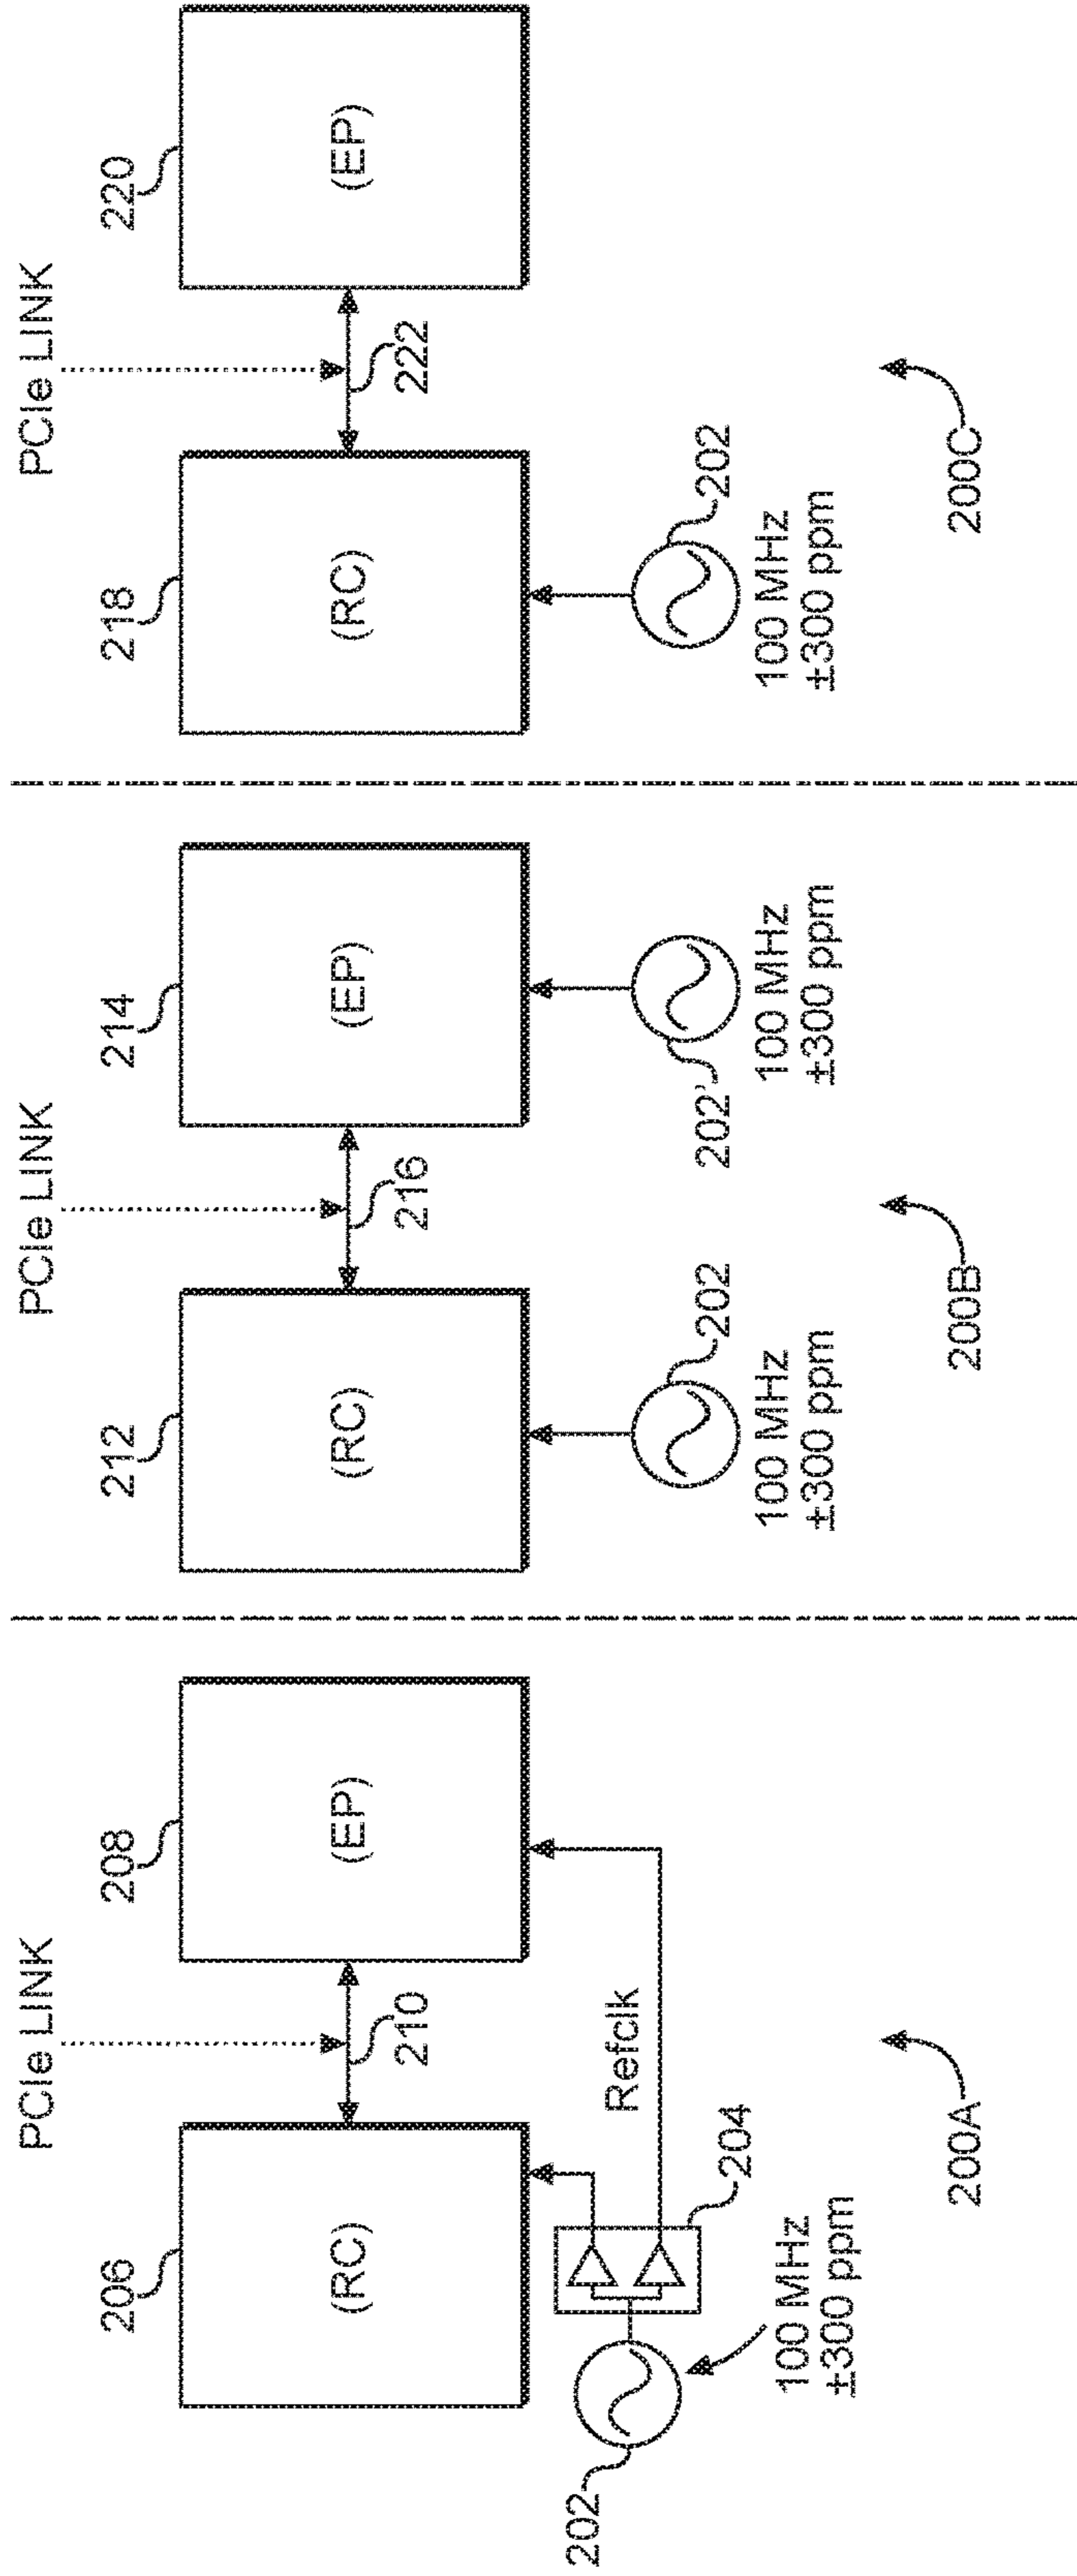 PCIe LINK
206
208
(RC)
(EP)
210
Refclk
204
202
100 MHz
±300 ppm
200A
PCIe LINK
212
214
(RC)
(EP)
216
202
202'
100 MHz
±300 ppm
100 MHz
±300 ppm
200B
PCIe LINK
218
220
(RC)
(EP)
222
202
100 MHz
±300 ppm
200C